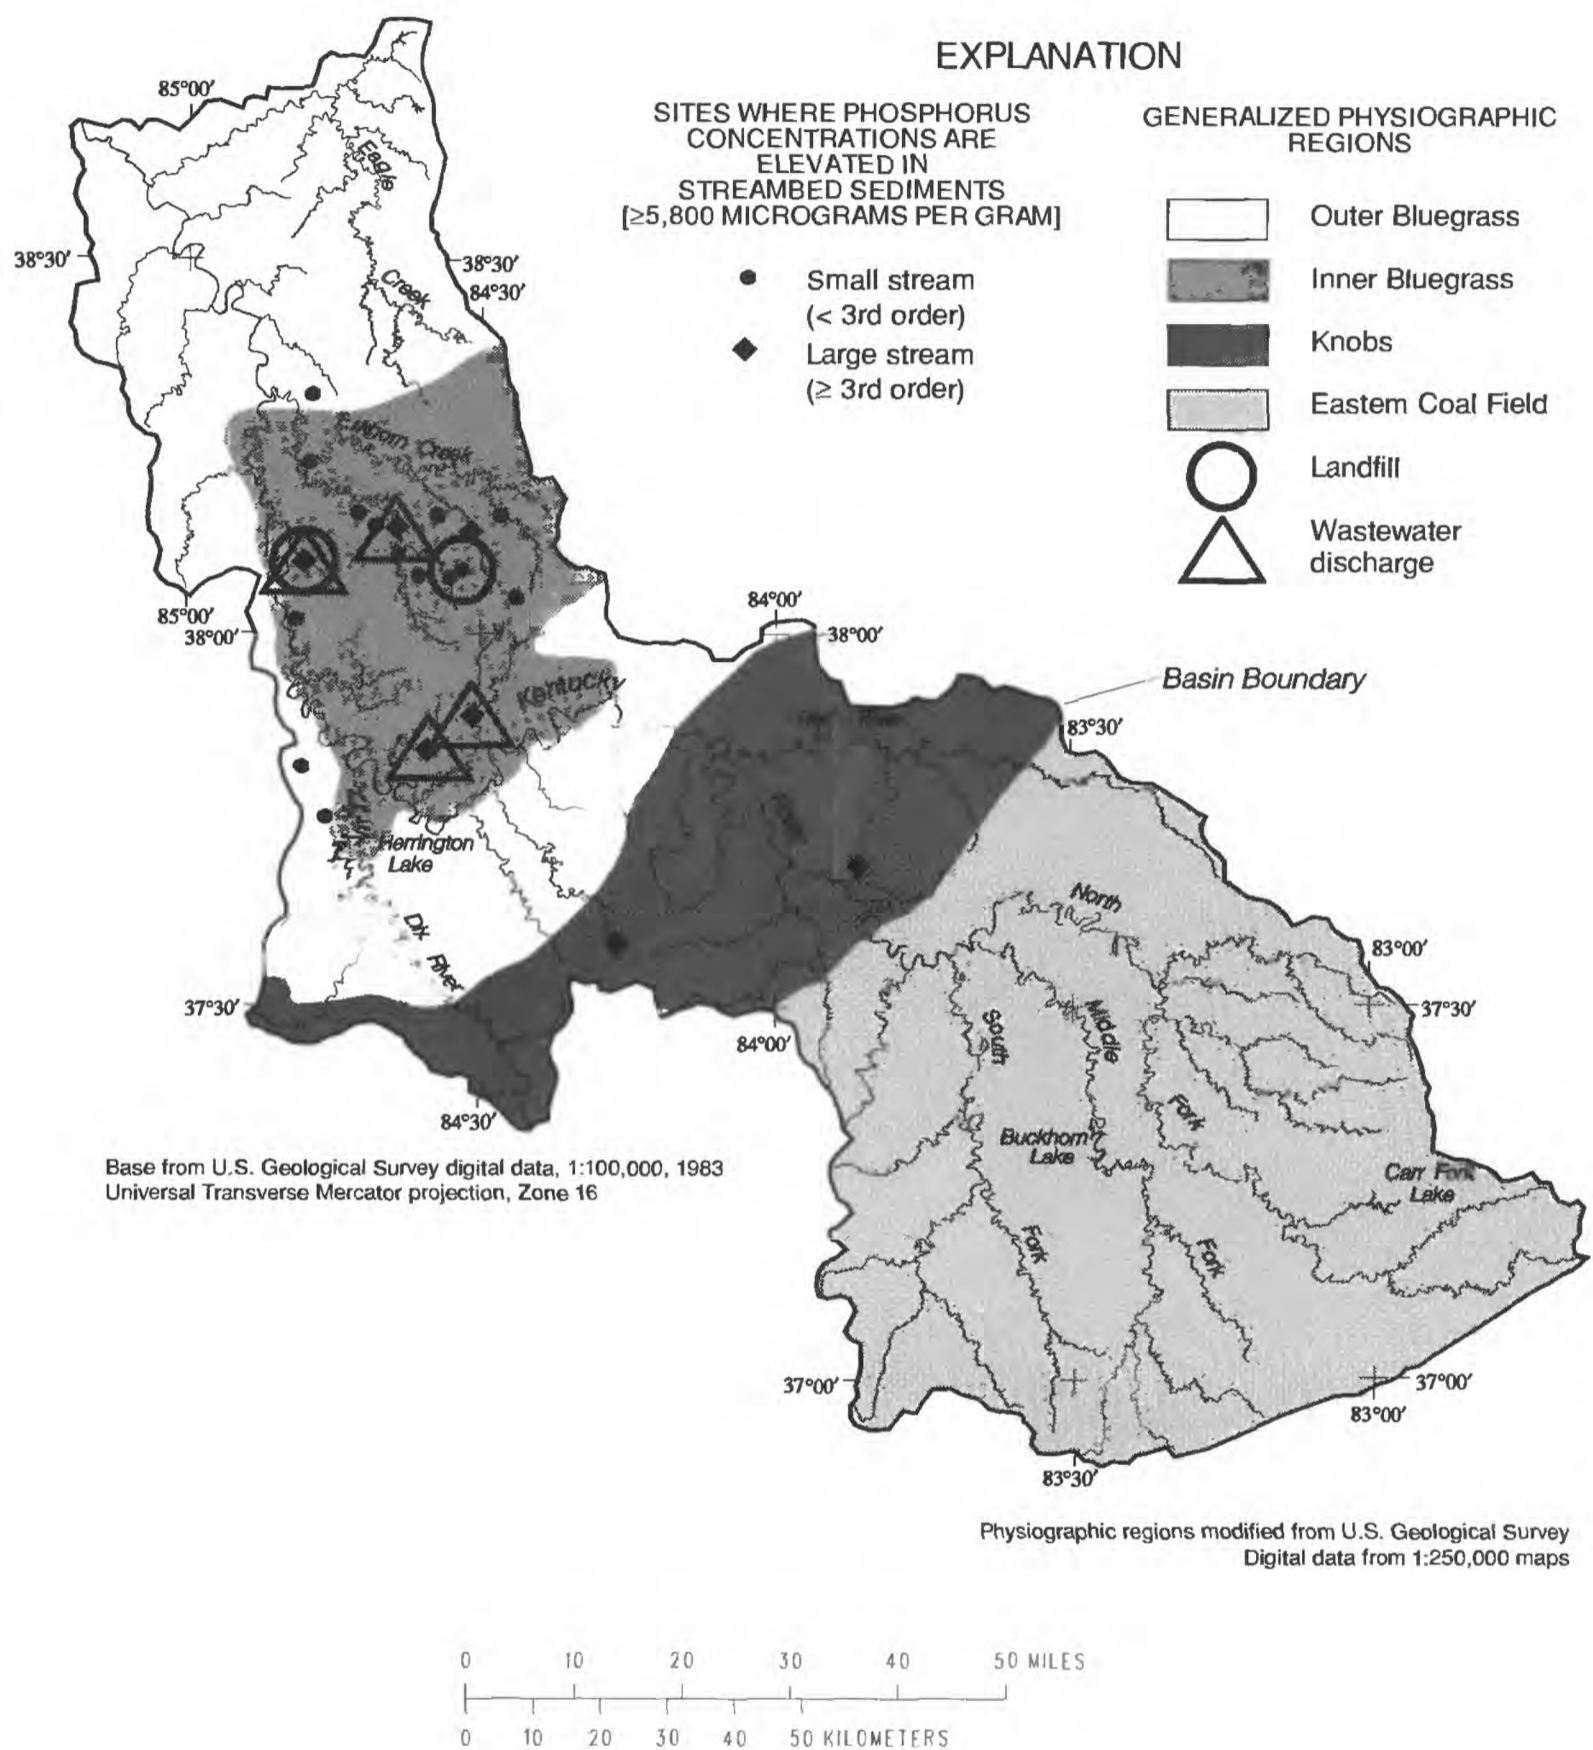 EXPLANATION
SITES WHERE PHOSPHORUS
CONCENTRATIONS ARE
ELEVATED IN
STREAMBED SEDIMENTS
[≥5,800 MICROGRAMS PER GRAM]
Small stream
(< 3rd order)
Large stream
(≥ 3rd order)
GENERALIZED PHYSIOGRAPHIC
REGIONS
Outer Bluegrass
Inner Bluegrass
Knobs
Eastern Coal Field
Landfill
Wastewater
discharge
85°00′
Eagle
38°30′
38°30′
84°30′
Creek
Elkhorn Creek
85°00′
38°00′
84°00′
38°00′
Kentucky
Basin Boundary
83°30′
River
Herrington
Lake
Dix
River
North
83°00′
37°30′
37°30′
84°00′
South
Middle
84°30′
Fork
Buckhorn
Lake
Carr Fork
Lake
Fork
Fork
37°00′
37°00′
83°00′
83°30′
Base from U.S. Geological Survey digital data, 1:100,000, 1983
Universal Transverse Mercator projection, Zone 16
Physiographic regions modified from U.S. Geological Survey
Digital data from 1:250,000 maps
0 10 20 30 40 50 MILES
0 10 20 30 40 50 KILOMETERS